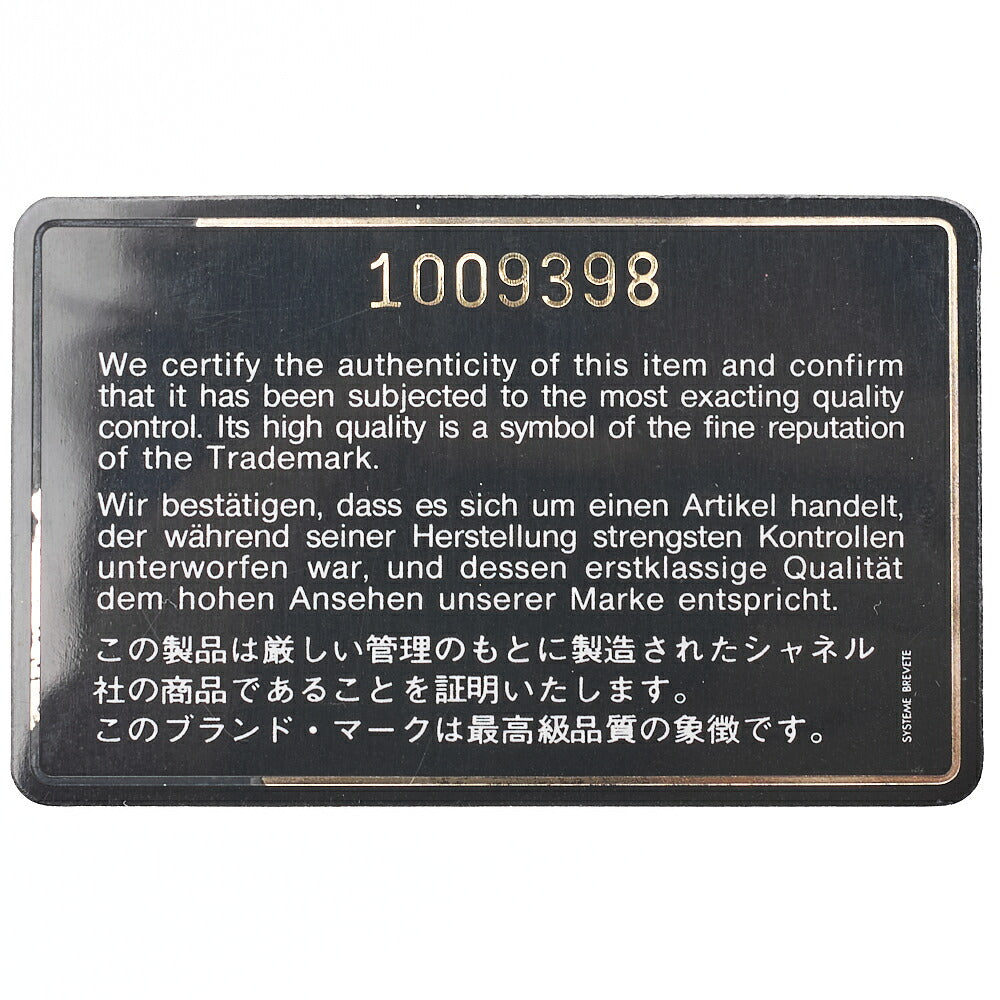 1009398
We certify the authenticity of this item and confirm
that it has been subjected to the most exacting quality
control. Its high quality is a symbol of the fine reputation
of the Trademark.
Wir bestätigen, dass es sich um einen Artikel handelt,
der während seiner Herstellung strengsten Kontrollen
unterworfen war, und dessen erstklassige Qualität
dem hohen Ansehen unserer Marke entspricht.
この製品は厳しい管理のもとに製造されたシャネル
社の商品であることを証明いたします。
このブランド・マークは最高級品質の象徴です。
SYSTEME BREVETE